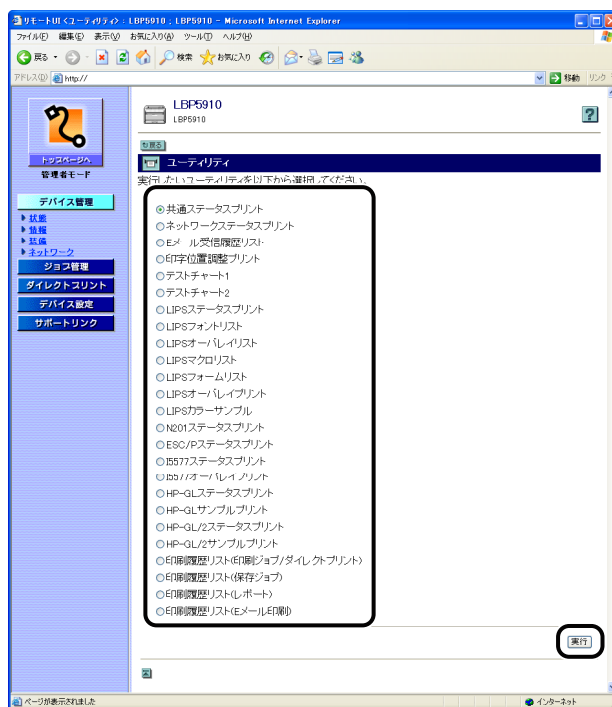 リモートUI <ユーティリティ> : LBP5910 ; LBP5910 - Microsoft Internet Explorer
ファイル(F) 編集(E) 表示(V) お気に入り(A) ツール(T) ヘルプ(H)
戻る 検索 お気に入り
アドレス(D) http:// 移動 リンク
LBP5910
LBP5910
トップページへ
管理者モード
戻る
ユーティリティ
実行したいユーティリティを以下から選択してください。
デバイス管理
状態
情報
装備
ネットワーク
ジョブ管理
ダイレクトプリント
デバイス設定
サポートリンク
共通ステータスプリント
ネットワークステータスプリント
Eメール受信履歴リスト
印字位置調整プリント
テストチャート1
テストチャート2
LIPSステータスプリント
LIPSフォントリスト
LIPSオーバレイリスト
LIPSマクロリスト
LIPSフォームリスト
LIPSオーバレイプリント
LIPSカラーサンプル
N201ステータスプリント
ESC/Pステータスプリント
I5577ステータスプリント
I5577オーバレイプリント
HP-GLステータスプリント
HP-GLサンプルプリント
HP-GL/2ステータスプリント
HP-GL/2サンプルプリント
印刷履歴リスト(印刷ジョブ/ダイレクトプリント)
印刷履歴リスト(保存ジョブ)
印刷履歴リスト(レポート)
印刷履歴リスト(Eメール印刷)
実行
ページが表示されました
インターネット